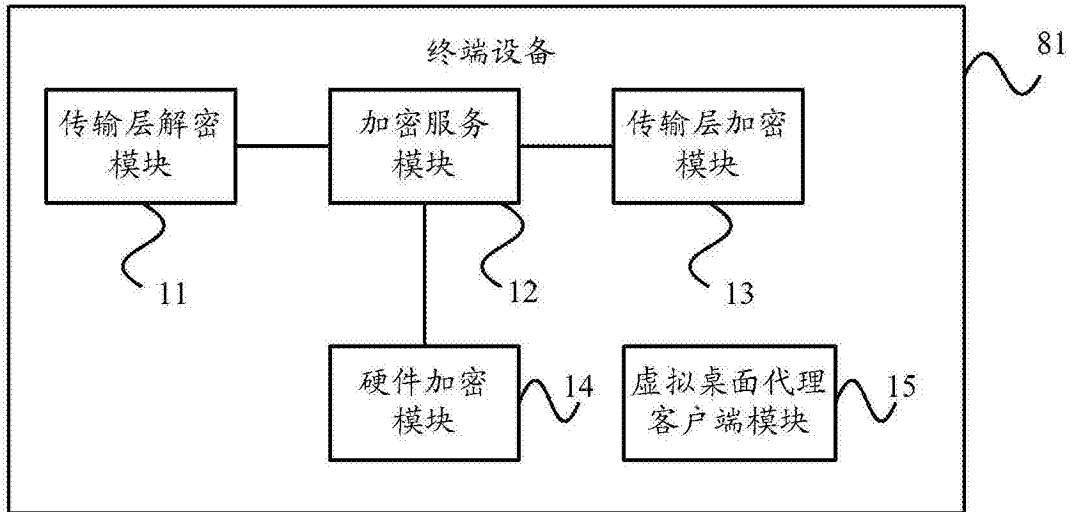 终端设备
81
传输层解密
模块
加密服务
模块
传输层加密
模块
11
12
13
硬件加密
模块
14
虚拟桌面代理
客户端模块
15